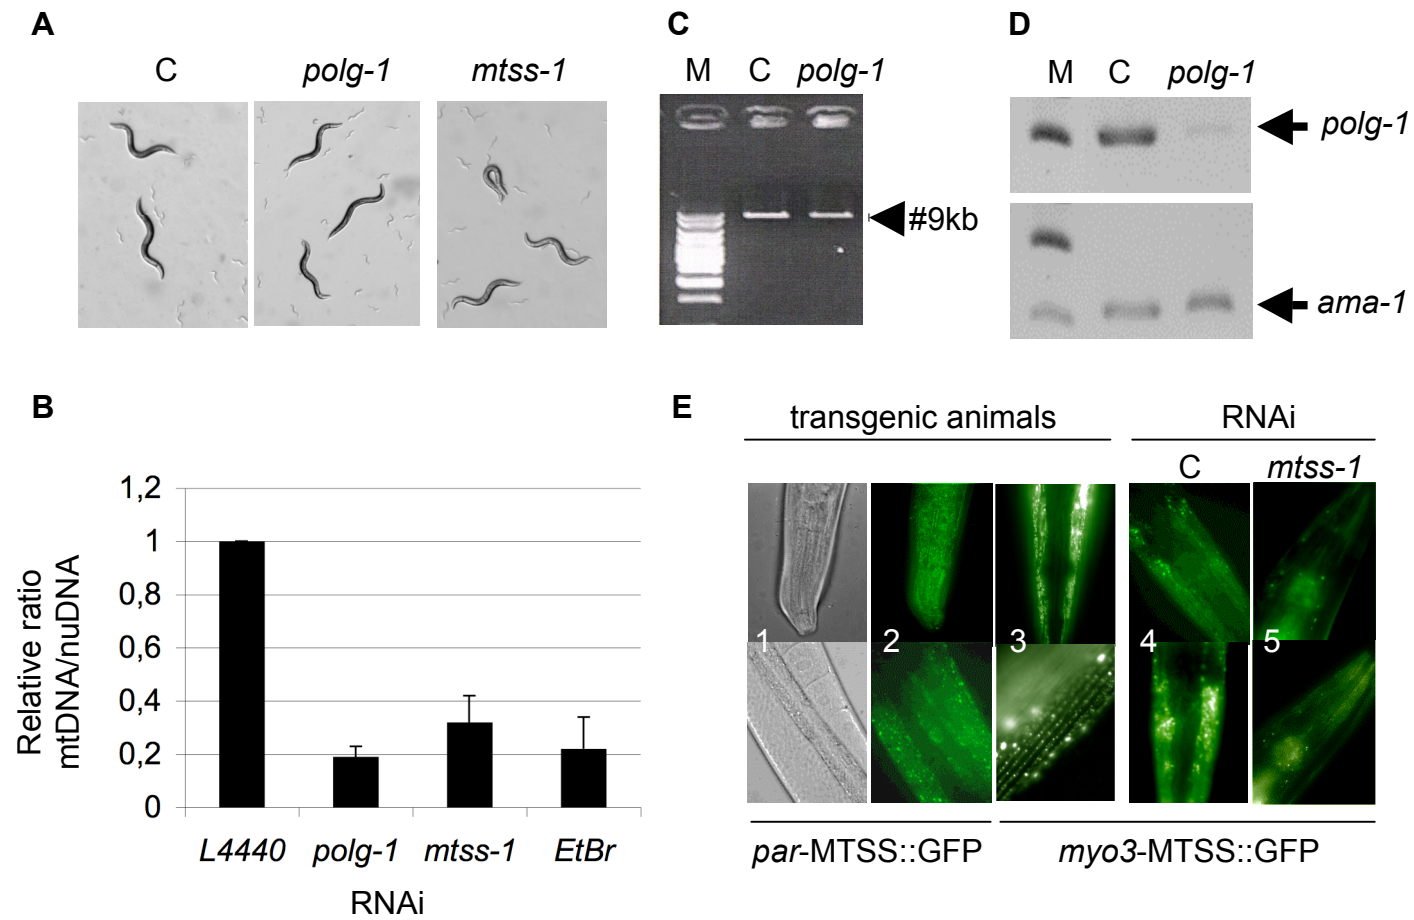 A
C
polg-1
mtss-1
C
M
C
polg-1
#9kb
D
M
C
polg-1
polg-1
ama-1
B
Relative ratio
mtDNA/nuDNA
1,2
1
0,8
0,6
0,4
0,2
0
L4440
polg-1
mtss-1
EtBr
RNAi
E
transgenic animals
RNAi
C
mtss-1
1
2
3
4
5
par-MTSS::GFP
myo3-MTSS::GFP